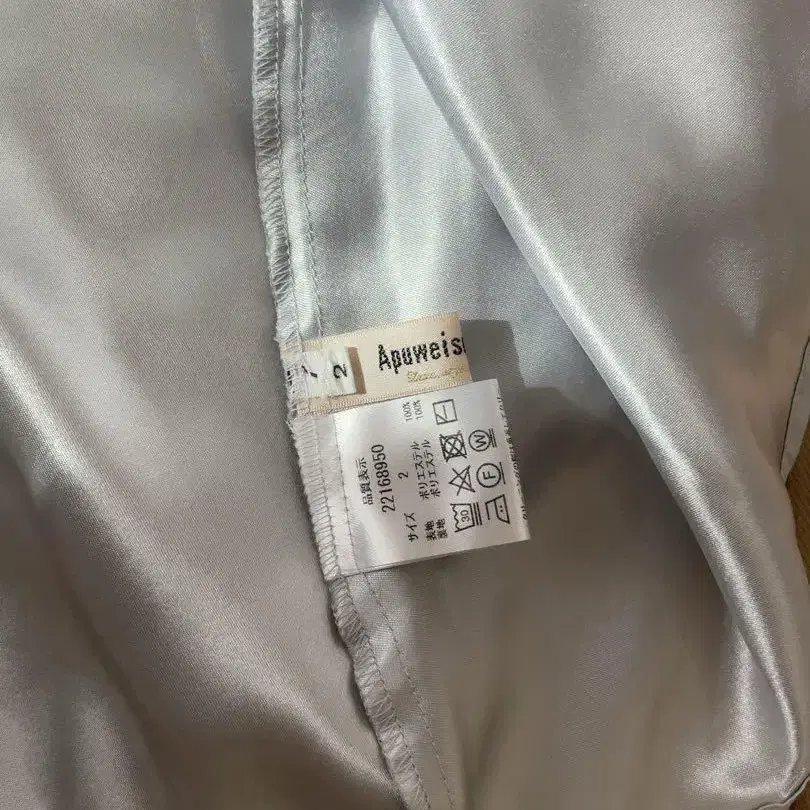 Apuweis
2
品質表示
22168950
サイズ 2
表地 ポリエステル 100%
裏地 ポリエステル 100%
30
F
W